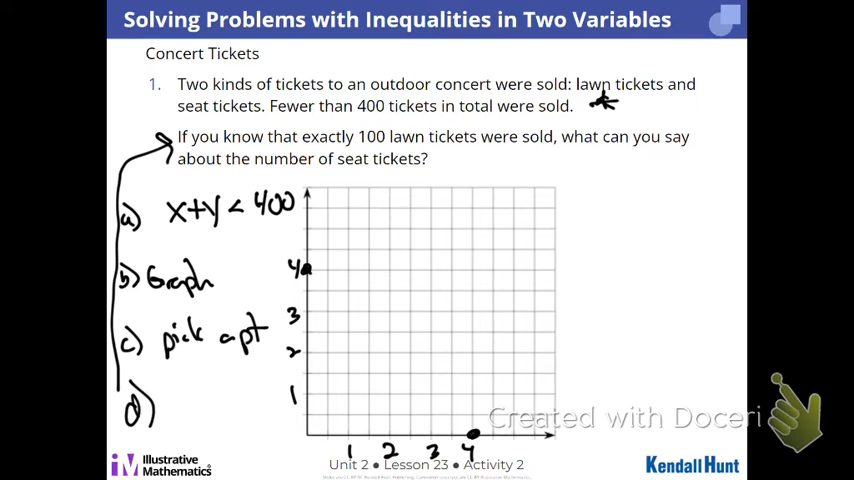 Solving Problems with Inequalities in Two Variables
Concert Tickets
1. Two kinds of tickets to an outdoor concert were sold: lawn tickets and
seat tickets. Fewer than 400 tickets in total were sold.
If you know that exactly 100 lawn tickets were sold, what can you say
about the number of seat tickets?
a) x+y < 400
b) Graph
c) pick a pt
d)
4
3
2
1
1 2 3 4
Created with Doceri
Illustrative
Mathematics®
Unit 2 • Lesson 23 • Activity 2
Kendall Hunt